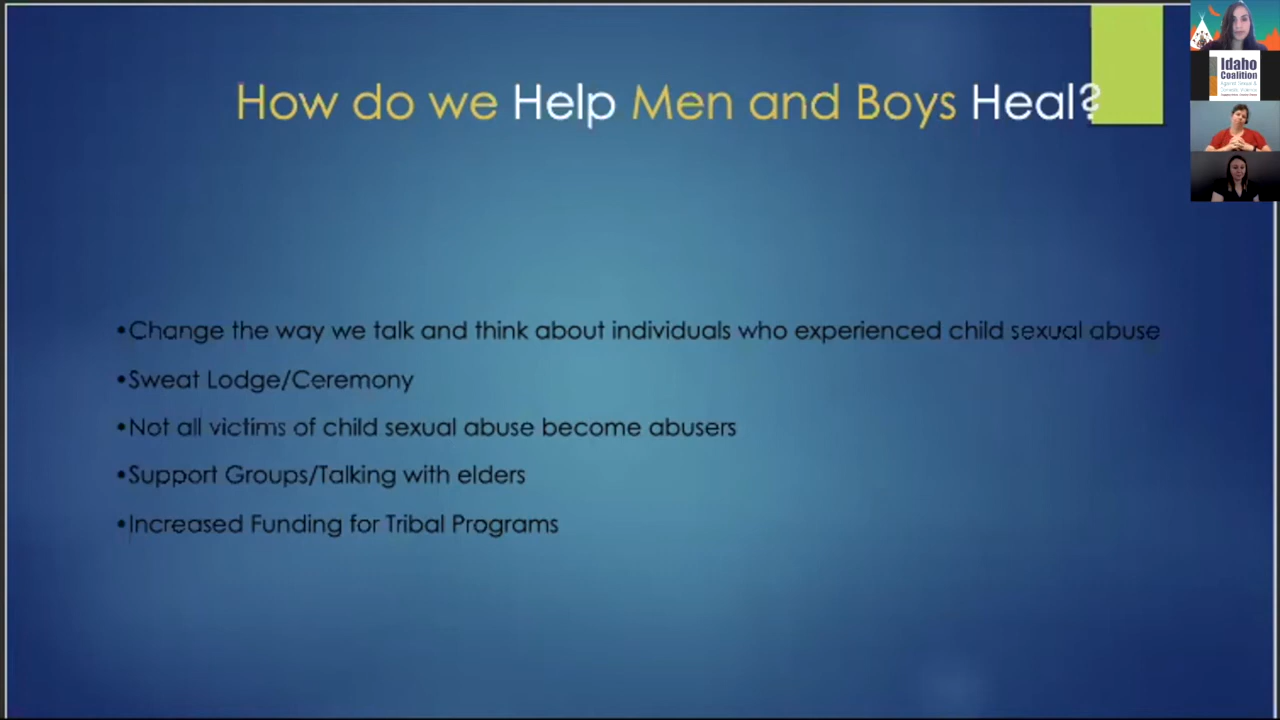 How do we Help Men and Boys Heal?
•Change the way we talk and think about individuals who experienced child sexual abuse
•Sweat Lodge/Ceremony
•Not all victims of child sexual abuse become abusers
•Support Groups/Talking with elders
•Increased Funding for Tribal Programs
Idaho
Coalition